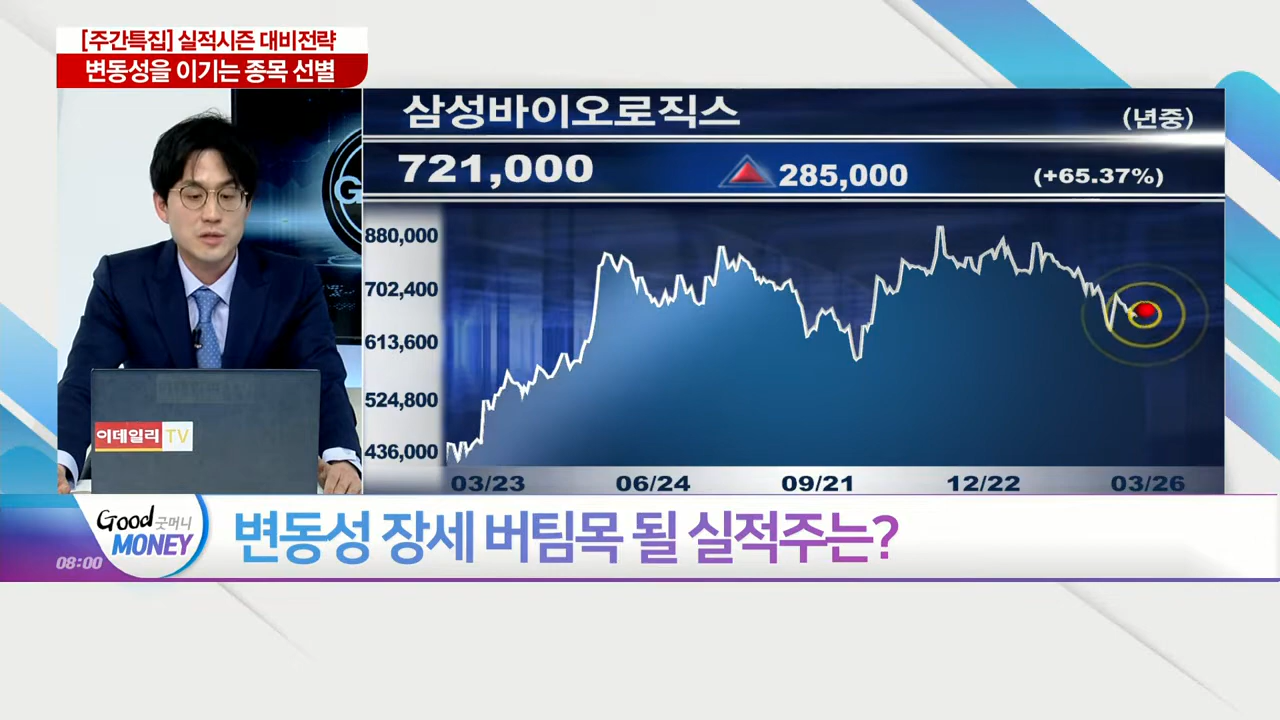 [주간특집] 실적시즌 대비전략
변동성을 이기는 종목 선별
삼성바이오로직스
(년중)
721,000
285,000
(+65.37%)
880,000
702,400
613,600
524,800
436,000
03/23
06/24
09/21
12/22
03/26
이데일리 TV
Good 굿머니
MONEY
변동성 장세 버팀목 될 실적주는?
08:00